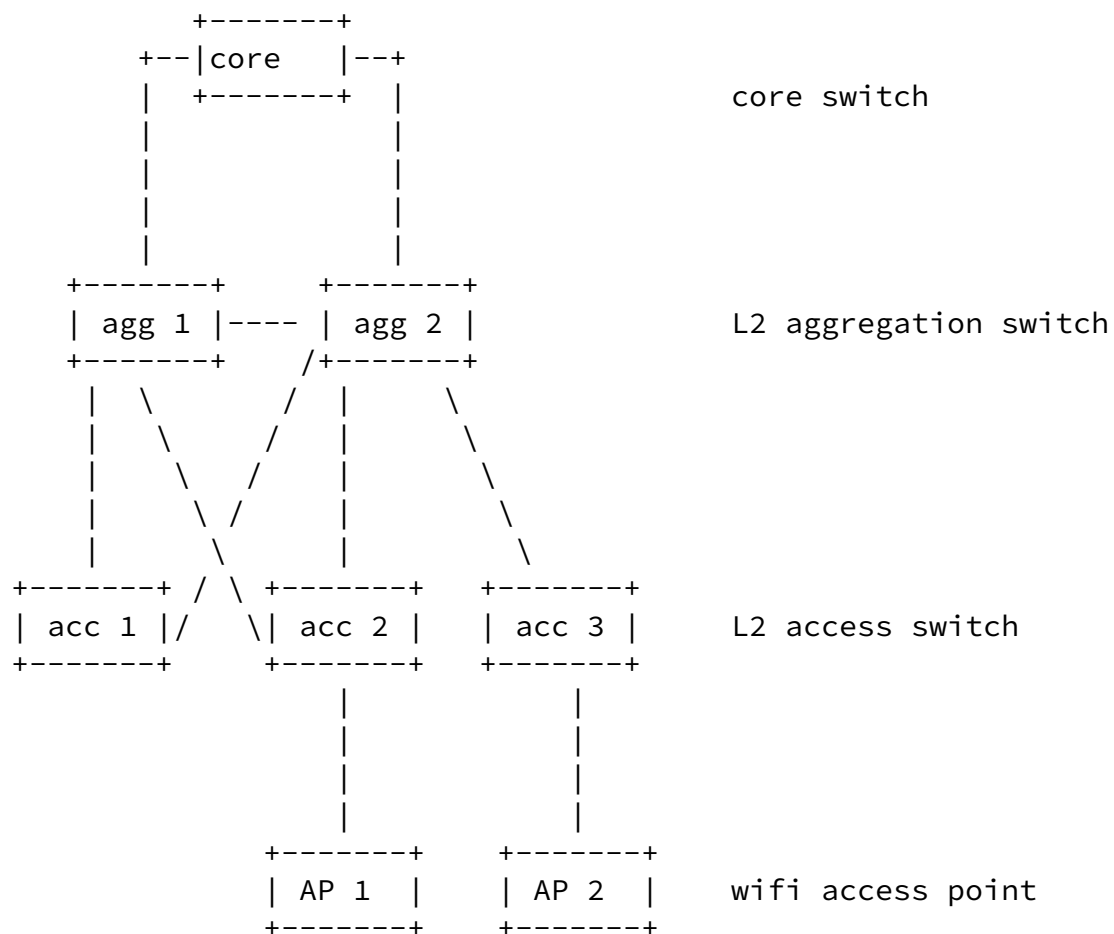 core
core switch
agg 1 agg 2 L2 aggregation switch
acc 1 acc 2 acc 3 L2 access switch
AP 1 AP 2 wifi access point